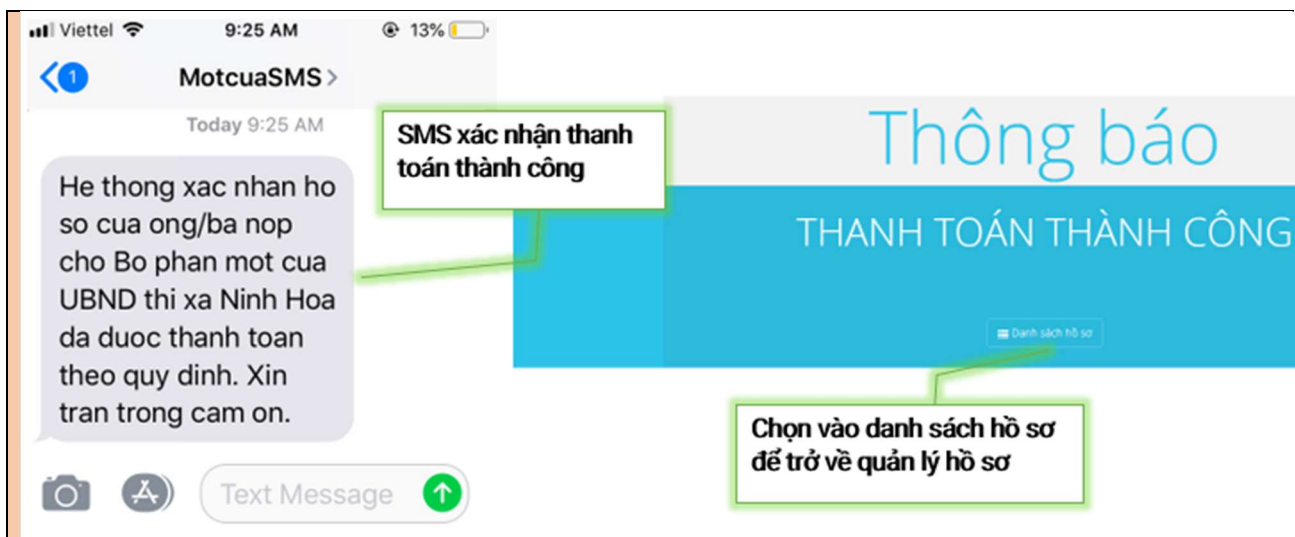 Viettel 9:25 AM 13%
1 MotcuaSMS
Today 9:25 AM
He thong xac nhan ho
so cua ong/ba nop
cho Bo phan mot cua
UBND thi xa Ninh Hoa
da duoc thanh toan
theo quy dinh. Xin
tran trong cam on.
Text Message
SMS xác nhận thanh
toán thành công
Thông báo
THANH TOÁN THÀNH CÔNG
Danh sách hồ sơ
Chọn vào danh sách hồ sơ
để trở về quản lý hồ sơ